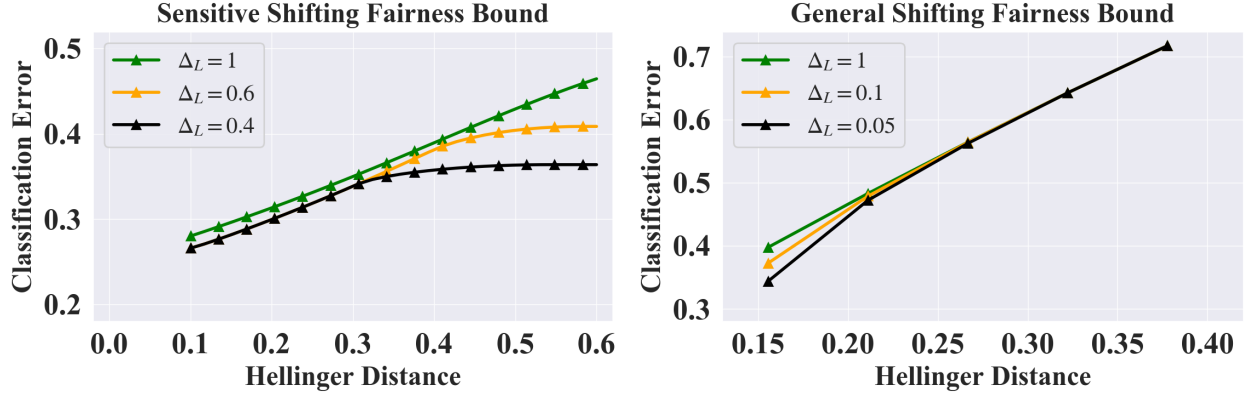 Sensitive Shifting Fairness Bound
Classification Error
0.5
0.4
0.3
0.2
Δ_L = 1
Δ_L = 0.6
Δ_L = 0.4
0.0 0.1 0.2 0.3 0.4 0.5 0.6
Hellinger Distance
General Shifting Fairness Bound
Classification Error
0.7
0.6
0.5
0.4
0.3
Δ_L = 1
Δ_L = 0.1
Δ_L = 0.05
0.15 0.20 0.25 0.30 0.35 0.40
Hellinger Distance